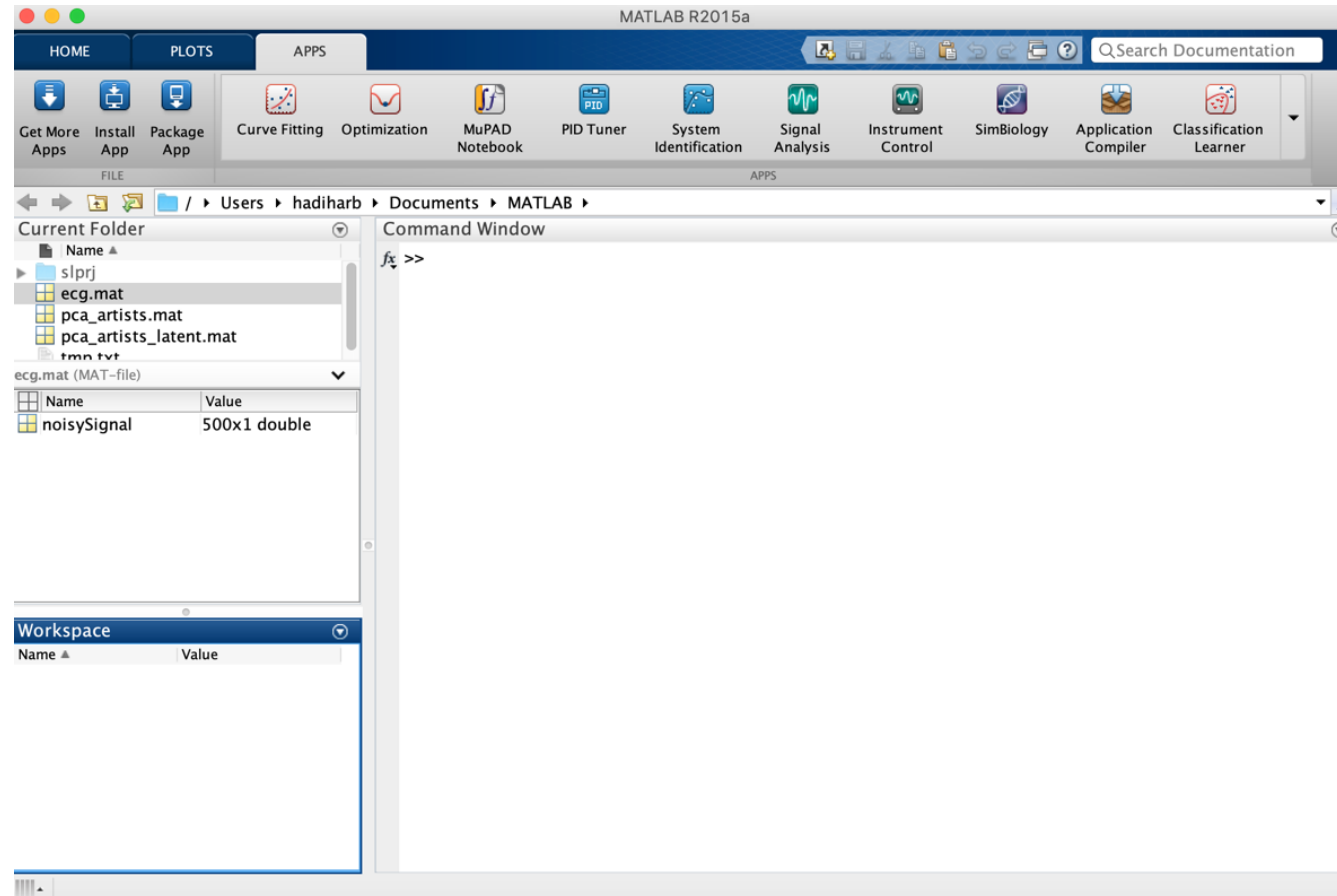 MATLAB R2015a
HOME PLOTS APPS
Search Documentation
Get More Apps
Install App
Package App
Curve Fitting
Optimization
MuPAD Notebook
PID
PID Tuner
System Identification
Signal Analysis
Instrument Control
SimBiology
Application Compiler
Classification Learner
FILE
APPS
/ Users hadiharb Documents MATLAB
Current Folder
Name
slprj
ecg.mat
pca_artists.mat
pca_artists_latent.mat
tmp.txt
ecg.mat (MAT-file)
Name Value
noisySignal 500x1 double
Workspace
Name Value
Command Window
fx >>